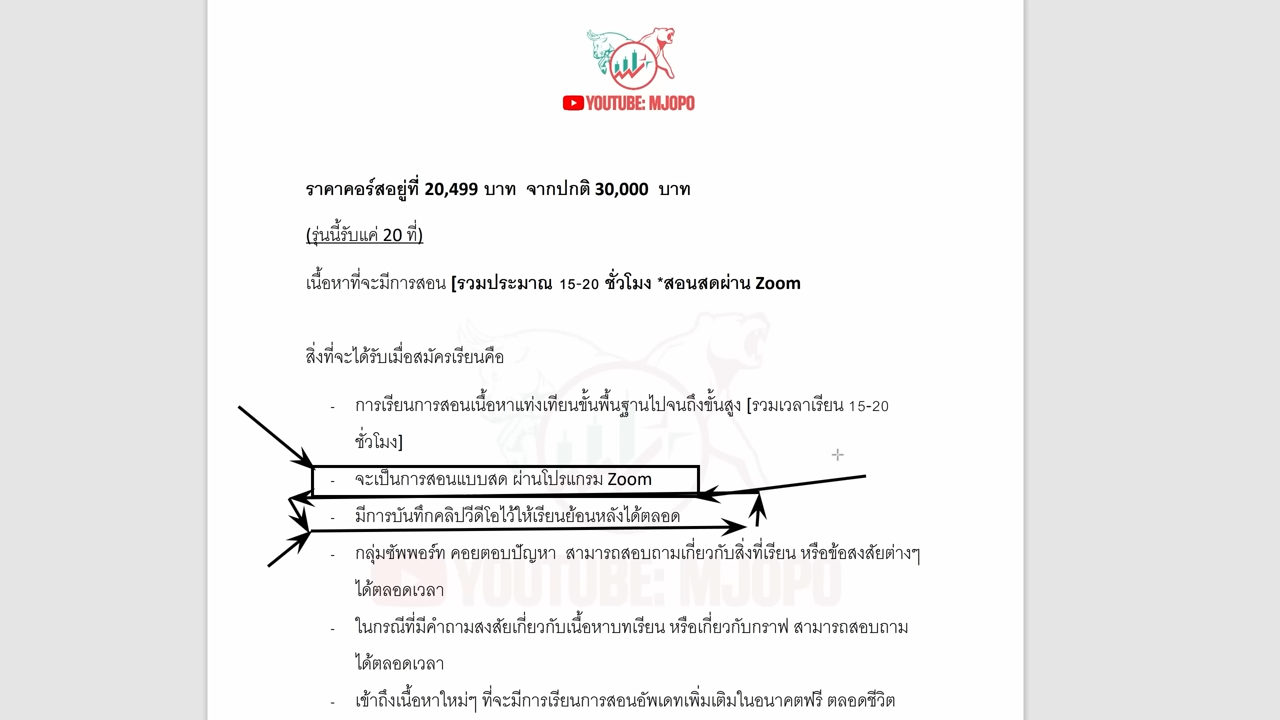 YOUTUBE: MJOPO
ราคาคอร์สอยู่ที่ 20,499 บาท จากปกติ 30,000 บาท
(รุ่นนี้รับแค่ 20 ที่)
เนื้อหาที่จะมีการสอน [รวมประมาณ 15-20 ชั่วโมง *สอนสดผ่าน Zoom
สิ่งที่จะได้รับเมื่อสมัครเรียนคือ
- การเรียนการสอนเนื้อหาแท่งเทียนขั้นพื้นฐานไปจนถึงขั้นสูง [รวมเวลาเรียน 15-20
ชั่วโมง]
- จะเป็นการสอนแบบสด ผ่านโปรแกรม Zoom
- มีการบันทึกคลิปวีดีโอไว้ให้เรียนย้อนหลังได้ตลอด
- กลุ่มซัพพอร์ท คอยตอบปัญหา สามารถสอบถามเกี่ยวกับสิ่งที่เรียน หรือข้อสงสัยต่างๆ
ได้ตลอดเวลา
YOUTUBE: MJOPO
- ในกรณีที่มีคำถามสงสัยเกี่ยวกับเนื้อหาบทเรียน หรือเกี่ยวกับกราฟ สามารถสอบถาม
ได้ตลอดเวลา
- เข้าถึงเนื้อหาใหม่ๆ ที่จะมีการเรียนการสอนอัพเดทเพิ่มเติมในอนาคตฟรี ตลอดชีวิต